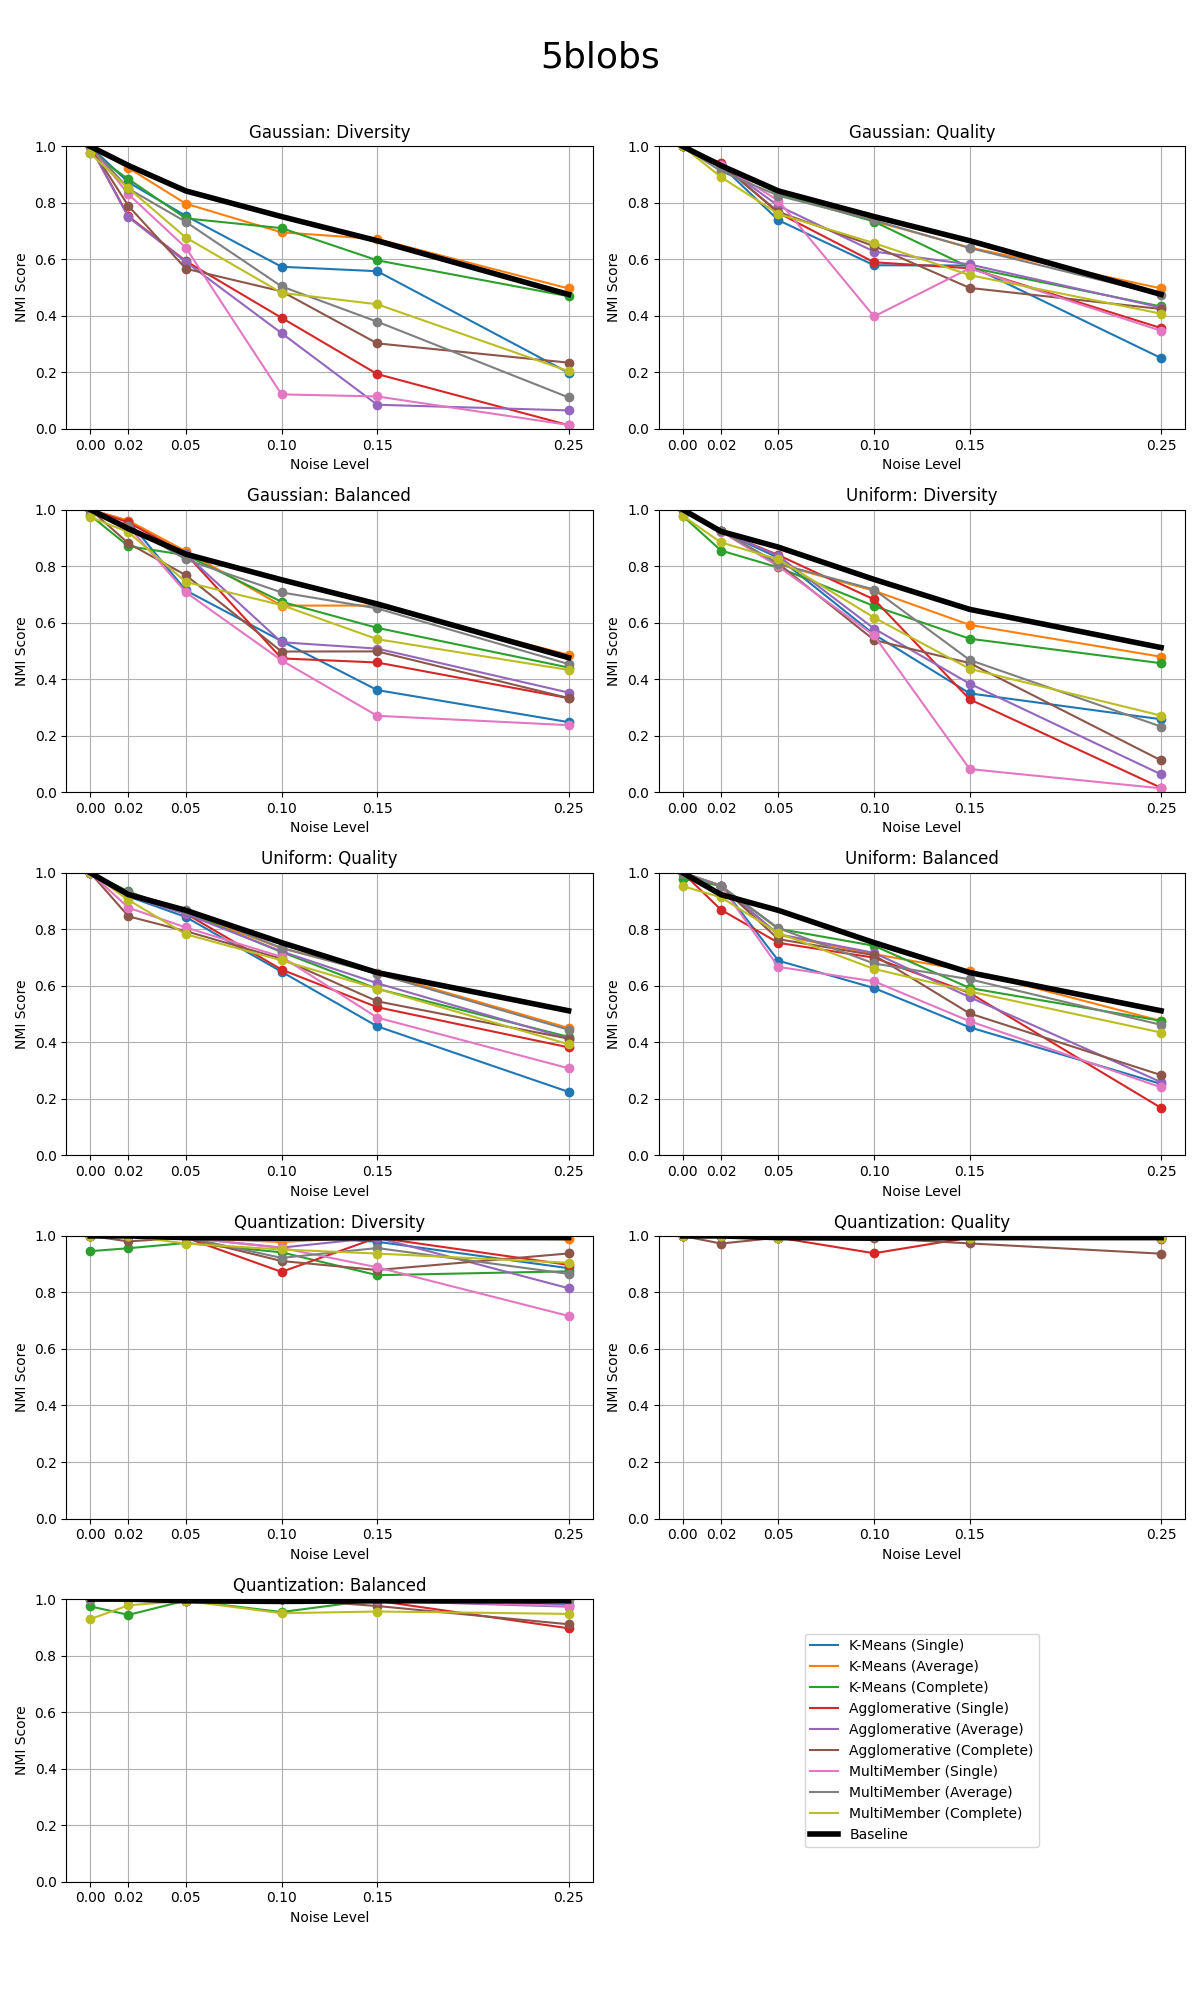 5blobs
Gaussian: Diversity
NMI Score
1.0
0.8
0.6
0.4
0.2
0.0
0.00 0.02 0.05 0.10 0.15 0.25
Noise Level
Gaussian: Quality
NMI Score
1.0
0.8
0.6
0.4
0.2
0.0
0.00 0.02 0.05 0.10 0.15 0.25
Noise Level
Gaussian: Balanced
NMI Score
1.0
0.8
0.6
0.4
0.2
0.0
0.00 0.02 0.05 0.10 0.15 0.25
Noise Level
Uniform: Diversity
NMI Score
1.0
0.8
0.6
0.4
0.2
0.0
0.00 0.02 0.05 0.10 0.15 0.25
Noise Level
Uniform: Quality
NMI Score
1.0
0.8
0.6
0.4
0.2
0.0
0.00 0.02 0.05 0.10 0.15 0.25
Noise Level
Uniform: Balanced
NMI Score
1.0
0.8
0.6
0.4
0.2
0.0
0.00 0.02 0.05 0.10 0.15 0.25
Noise Level
Quantization: Diversity
NMI Score
1.0
0.8
0.6
0.4
0.2
0.0
0.00 0.02 0.05 0.10 0.15 0.25
Noise Level
Quantization: Quality
NMI Score
1.0
0.8
0.6
0.4
0.2
0.0
0.00 0.02 0.05 0.10 0.15 0.25
Noise Level
Quantization: Balanced
NMI Score
1.0
0.8
0.6
0.4
0.2
0.0
0.00 0.02 0.05 0.10 0.15 0.25
Noise Level
K-Means (Single)
K-Means (Average)
K-Means (Complete)
Agglomerative (Single)
Agglomerative (Average)
Agglomerative (Complete)
MultiMember (Single)
MultiMember (Average)
MultiMember (Complete)
Baseline